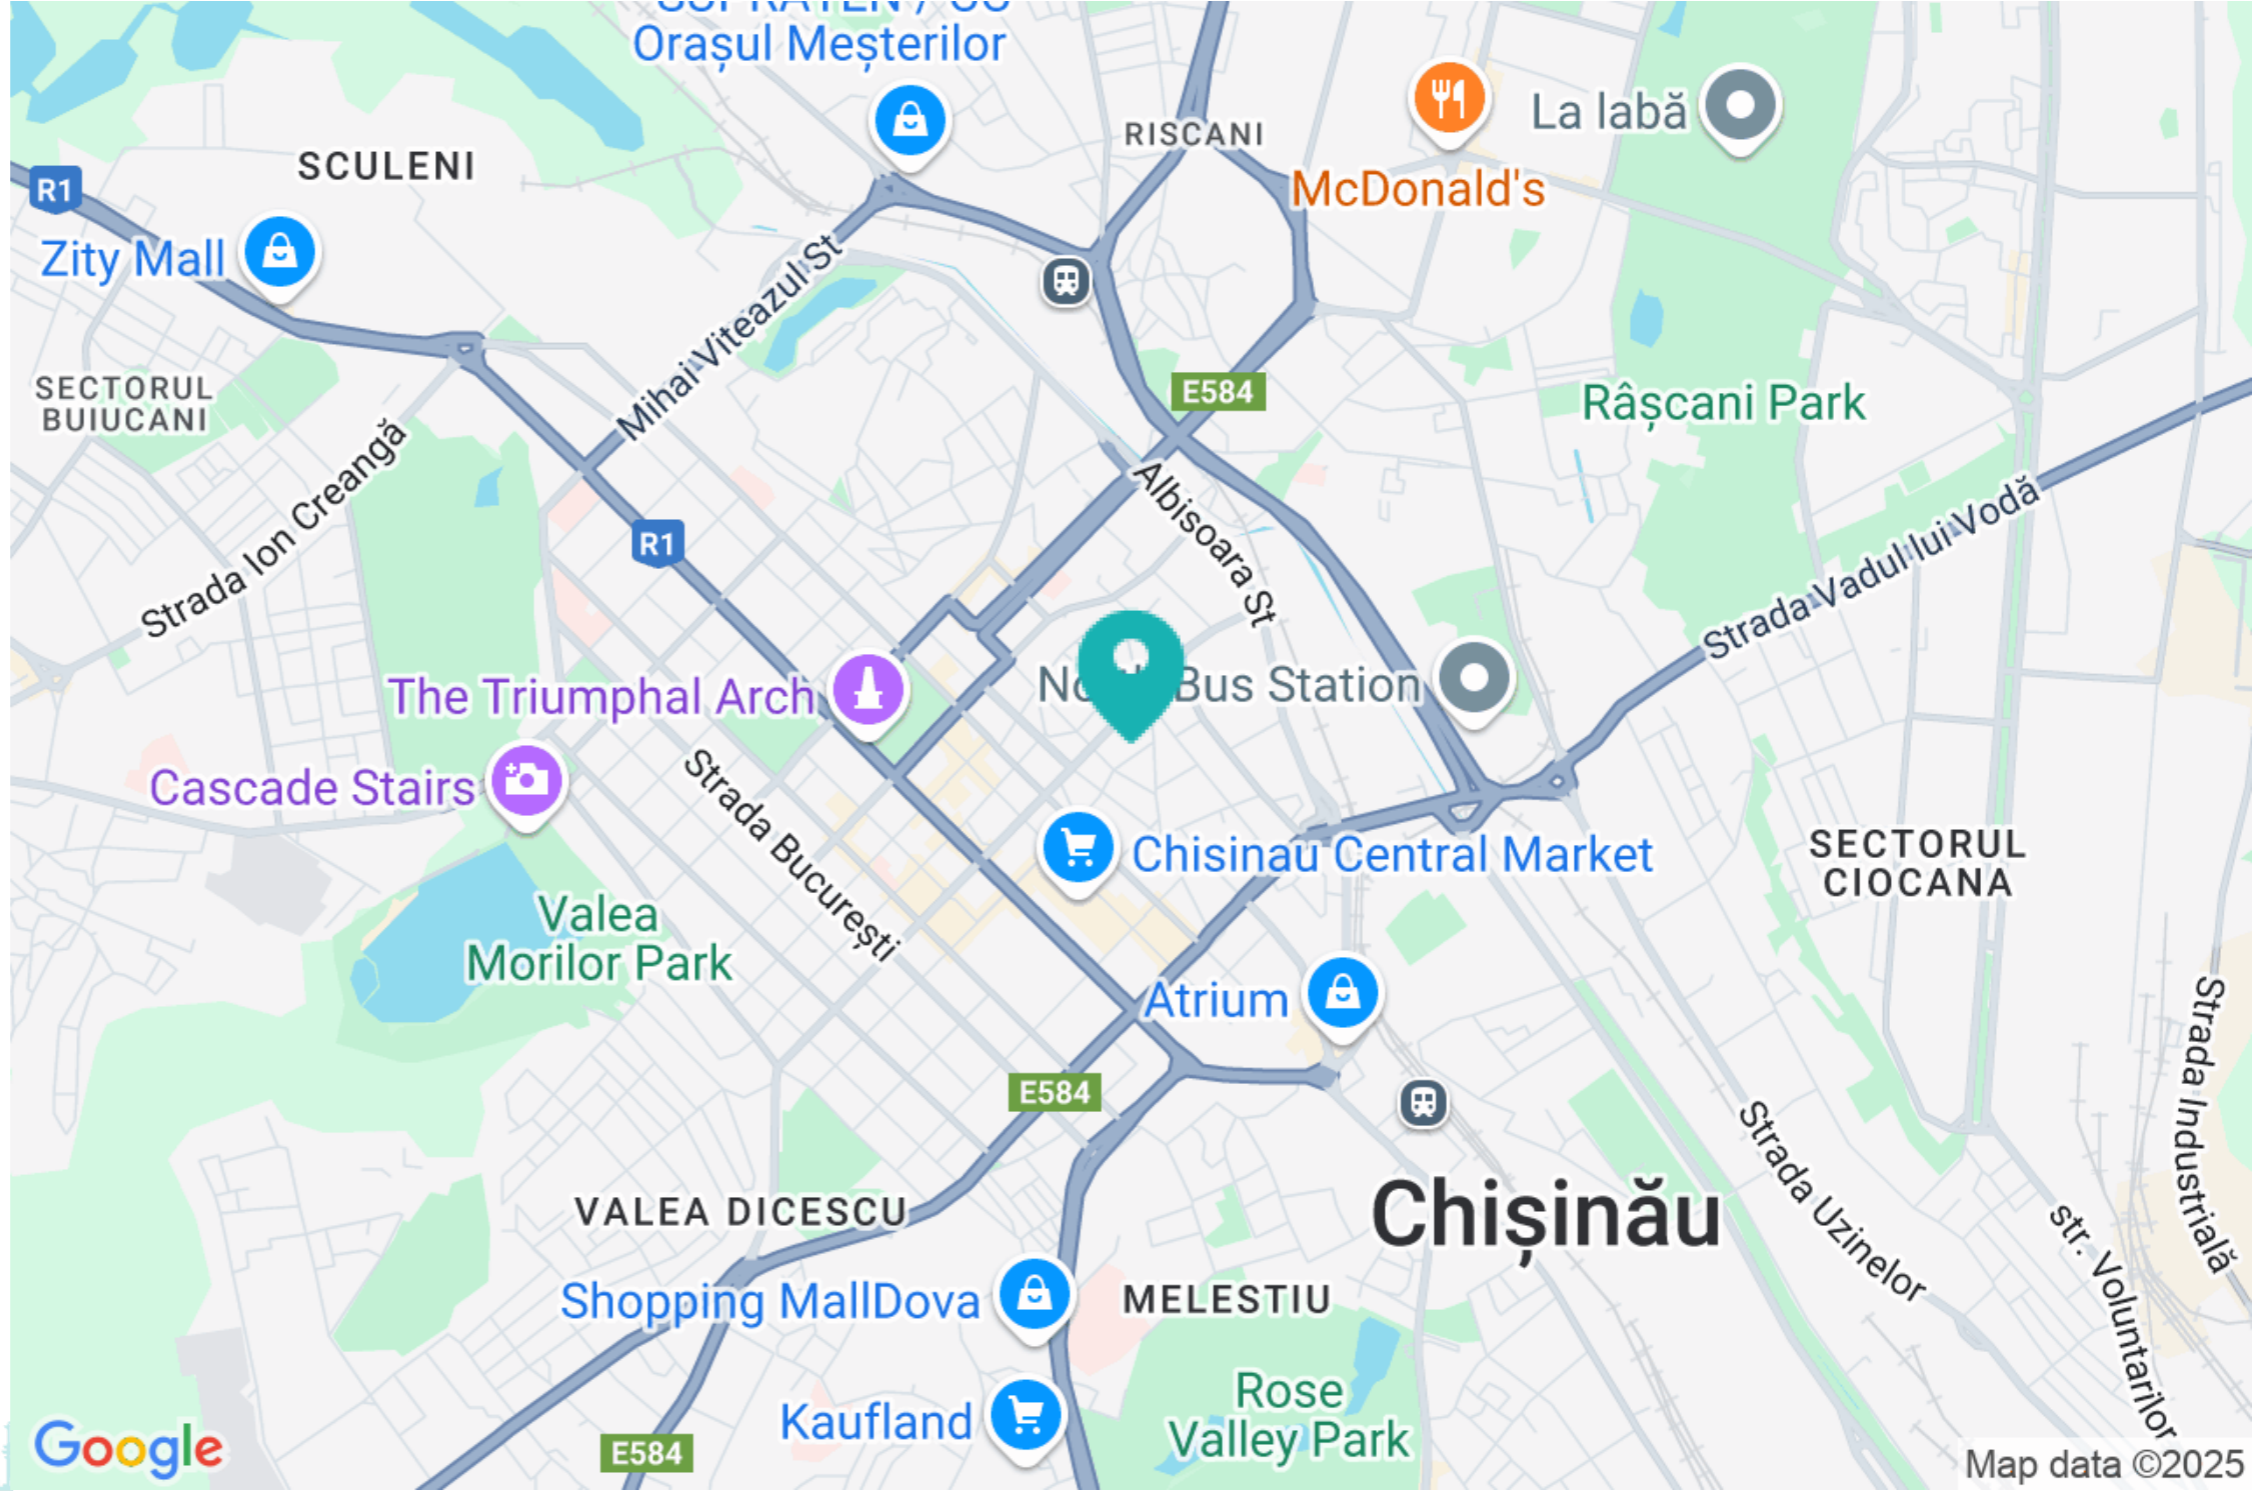 Orașul Meșterilor
RISCANI
La labă
McDonald's
SCULENI
R1
Zity Mall
Mihai Viteazul St
SECTORUL
BUIUCANI
E584
Râșcani Park
Strada Ion Creangă
Albisoara St
Strada Vadul lui Vodă
R1
The Triumphal Arch
Bus Station
Cascade Stairs
Strada București
Chisinau Central Market
SECTORUL
CIOCANA
Valea
Morilor Park
Atrium
E584
Strada Industrială
Strada Uzinelor
VALEA DICESCU
Chișinău
str. Voluntarilor
Shopping MallDova
MELESTIU
Rose
Valley Park
Kaufland
E584
Google
Map data ©2025